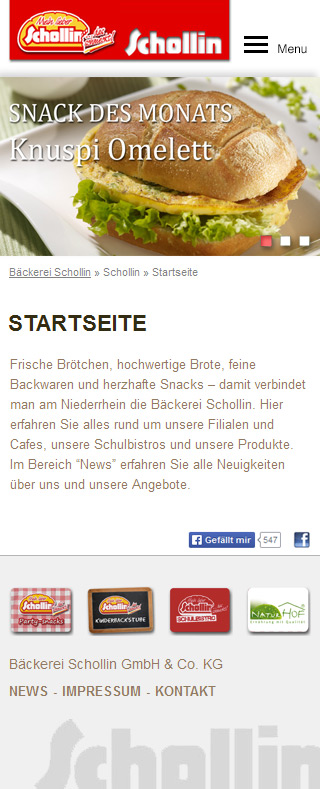 Mein lieber
Schollin
das schmeckt!
Schollin
Menu
SNACK DES MONATS
Knuspi Omelett
Bäckerei Schollin » Schollin » Startseite
STARTSEITE
Frische Brötchen, hochwertige Brote, feine
Backwaren und herzhafte Snacks – damit verbindet
man am Niederrhein die Bäckerei Schollin. Hier
erfahren Sie alles rund um unsere Filialen und
Cafes, unsere Schulbistros und unsere Produkte.
Im Bereich “News” erfahren Sie alle Neuigkeiten
über uns und unsere Angebote.
Gefällt mir 547
Schollin
Party-snacks
Schollin
KINDERBACKSTUBE
Schollin
SCHULBISTRO
NATURHOF
Bäckerei Schollin GmbH & Co. KG
NEWS - IMPRESSUM - KONTAKT
Schollin